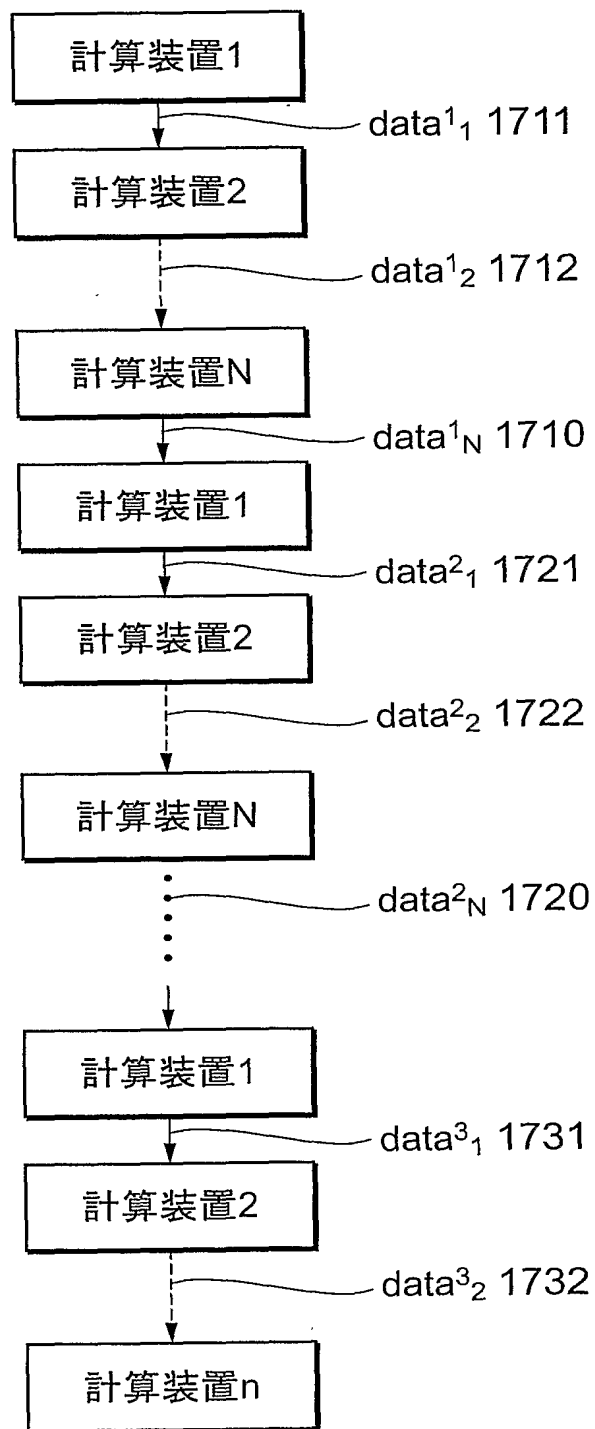 計算装置1
data¹₁ 1711
計算装置2
data¹₂ 1712
計算装置N
data¹N 1710
計算装置1
data²₁ 1721
計算装置2
data²₂ 1722
計算装置N
data²N 1720
計算装置1
data³₁ 1731
計算装置2
data³₂ 1732
計算装置n